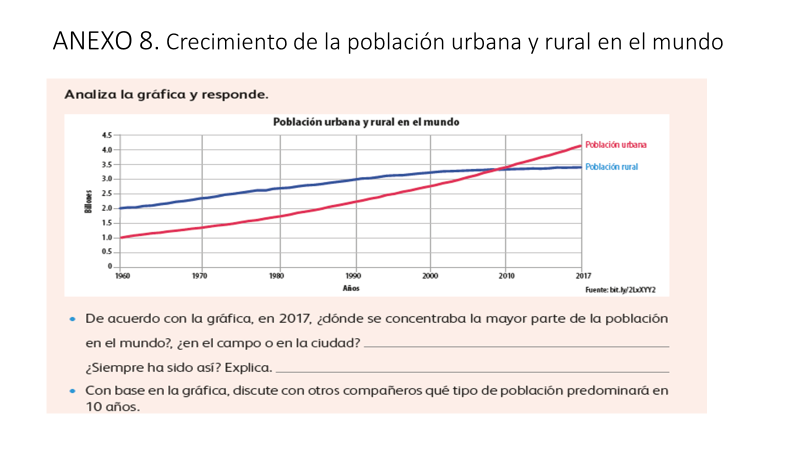 ANEXO 8. Crecimiento de la población urbana y rural en el mundo
Analiza la gráfica y responde.
Población urbana y rural en el mundo
4.5
4.0
3.5
3.0
2.5
2.0
1.5
1.0
0.5
0
Billones
Población urbana
Población rural
1960 1970 1980 1990 2000 2010 2017
Años
Fuente: bit.ly/2LxXYY2
• De acuerdo con la gráfica, en 2017, ¿dónde se concentraba la mayor parte de la población
en el mundo?, ¿en el campo o en la ciudad?
¿Siempre ha sido así? Explica.
• Con base en la gráfica, discute con otros compañeros qué tipo de población predominará en
10 años.